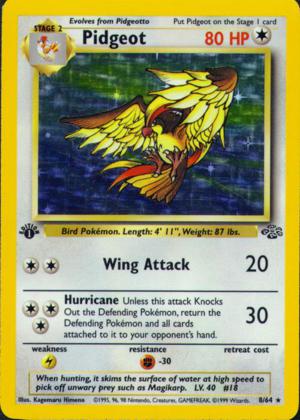 Evolves from Pidgeotto
Put Pidgeot on the Stage 1 card
STAGE 2
Pidgeot 80 HP
EDITION
1
Bird Pokémon. Length: 4' 11", Weight: 87 lbs.
Wing Attack 20
Hurricane Unless this attack Knocks
Out the Defending Pokémon, return the
Defending Pokémon and all cards
attached to it to your opponent's hand.
30
weakness resistance retreat cost
-30
When hunting, it skims the surface of water at high speed to
pick off unwary prey such as Magikarp. LV. 40 #18
Illus. Kagemaru Himeno ©1995, 96, 98 Nintendo, Creatures, GAMEFREAK. ©1999 Wizards. 8/64 ★